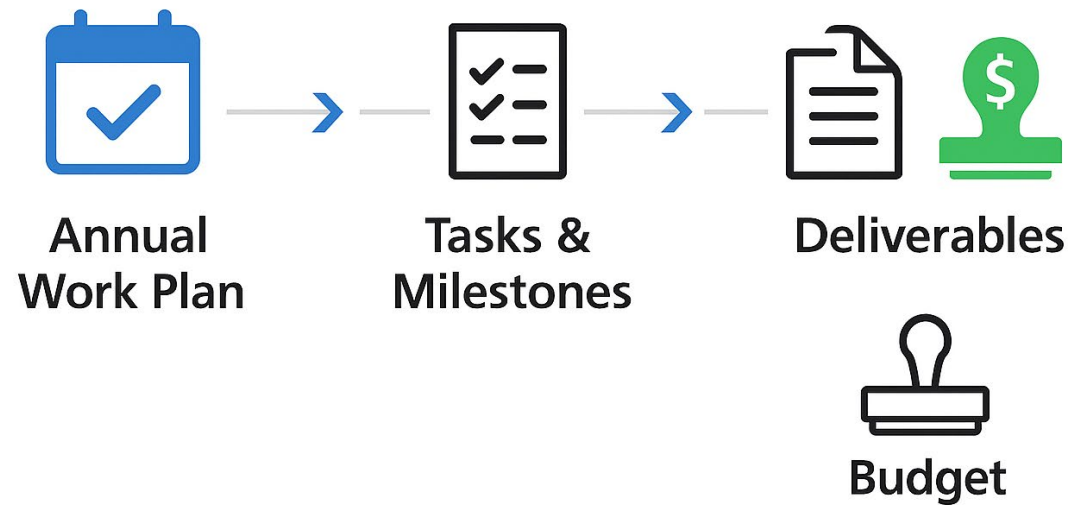 $
Annual
Work Plan
Tasks &
Milestones
Deliverables
Budget